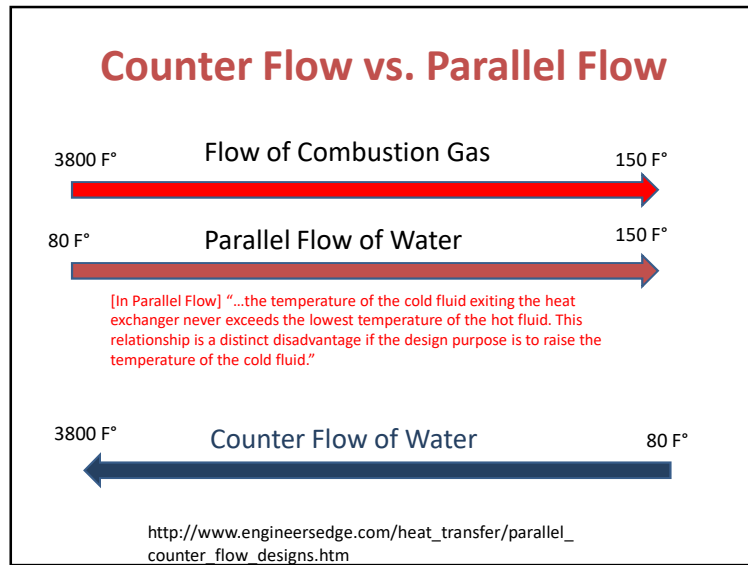 Counter Flow vs. Parallel Flow
3800 F°
Flow of Combustion Gas
150 F°
80 F°
Parallel Flow of Water
150 F°
[In Parallel Flow] “…the temperature of the cold fluid exiting the heat
exchanger never exceeds the lowest temperature of the hot fluid. This
relationship is a distinct disadvantage if the design purpose is to raise the
temperature of the cold fluid.”
3800 F°
Counter Flow of Water
80 F°
http://www.engineersedge.com/heat_transfer/parallel_
counter_flow_designs.htm